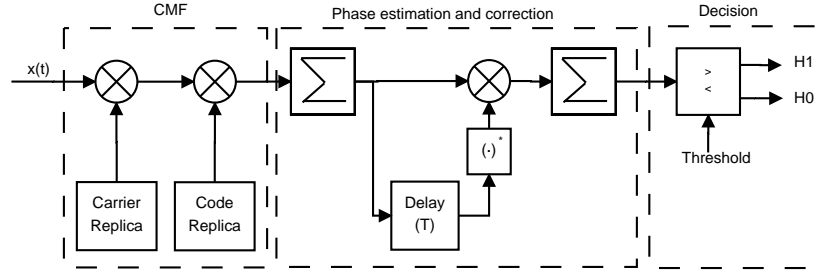 CMF
Phase estimation and correction
Decision
x(t)
H1
H0
>
<
Threshold
(·)*
Carrier
Replica
Code
Replica
Delay
(T)